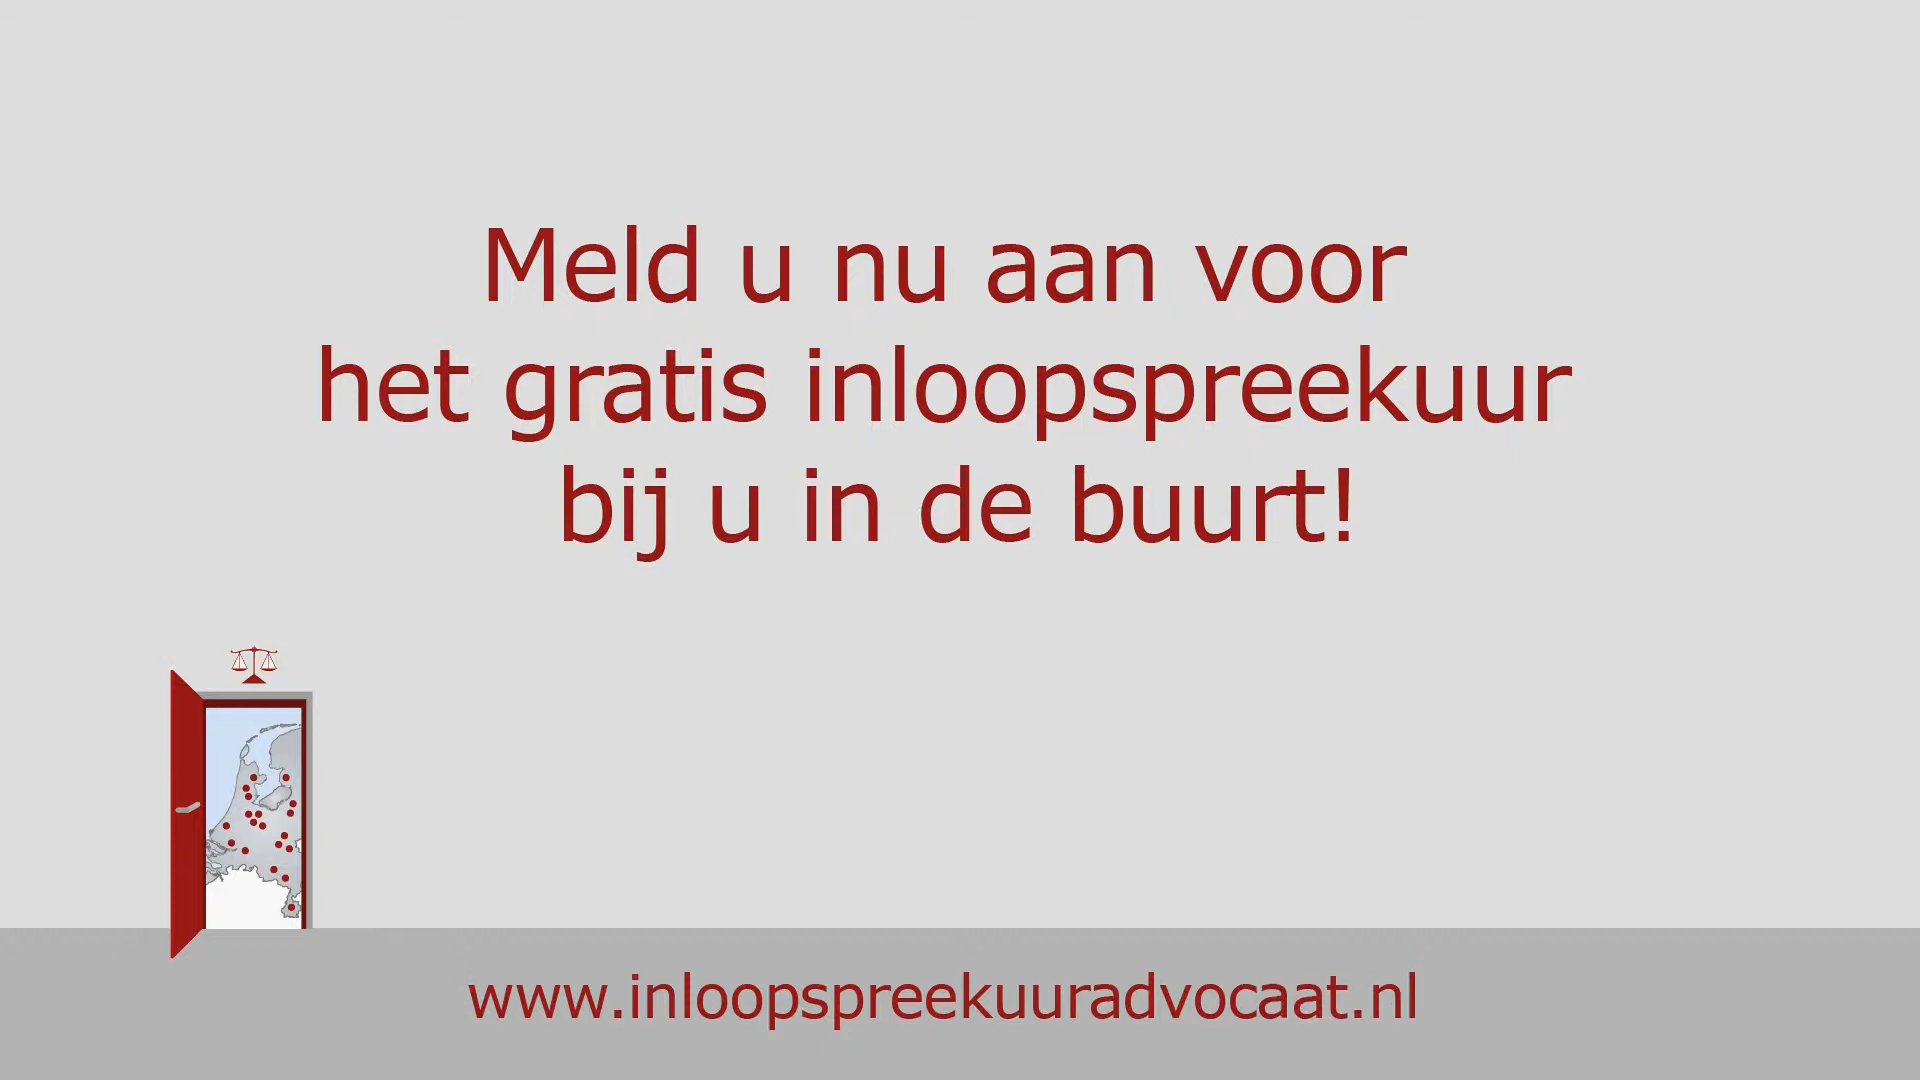 Meld u nu aan voor
het gratis inloopspreekuur
bij u in de buurt!
www.inloopspreekuuradvocaat.nl